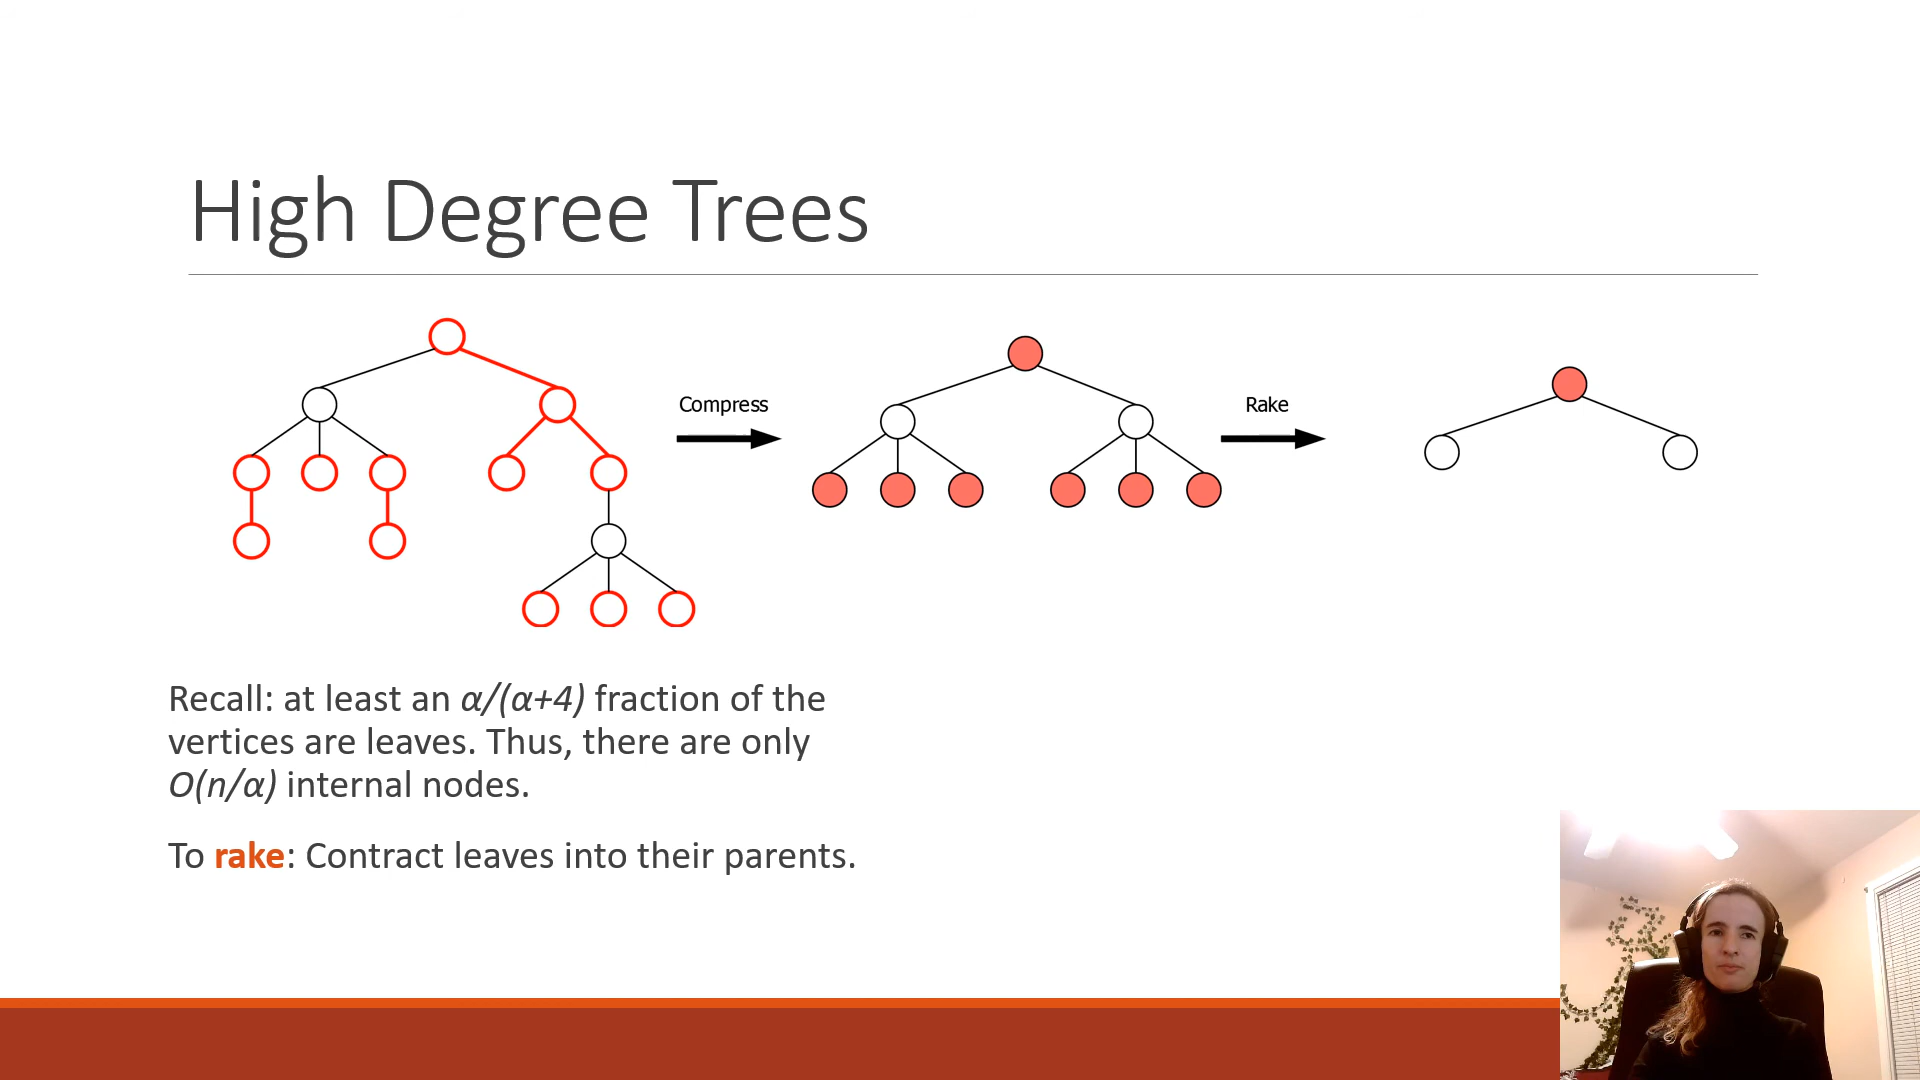 High Degree Trees
Compress
Rake
Recall: at least an α/(α+4) fraction of the
vertices are leaves. Thus, there are only
O(n/α) internal nodes.
To rake: Contract leaves into their parents.